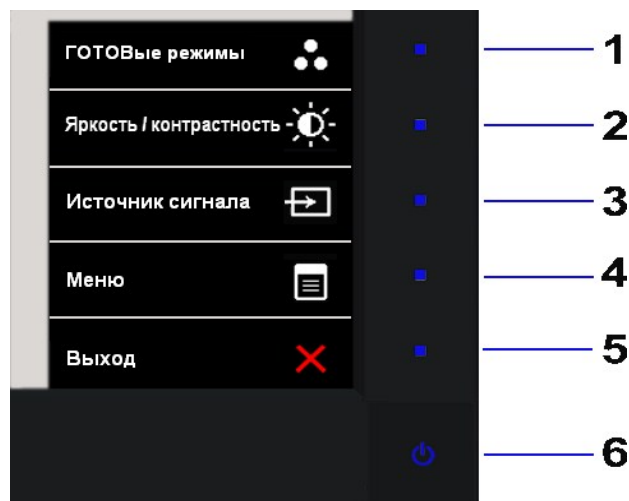 ГОТОВые режимы 1
Яркость / контрастность 2
Источник сигнала 3
Меню 4
Выход 5
6